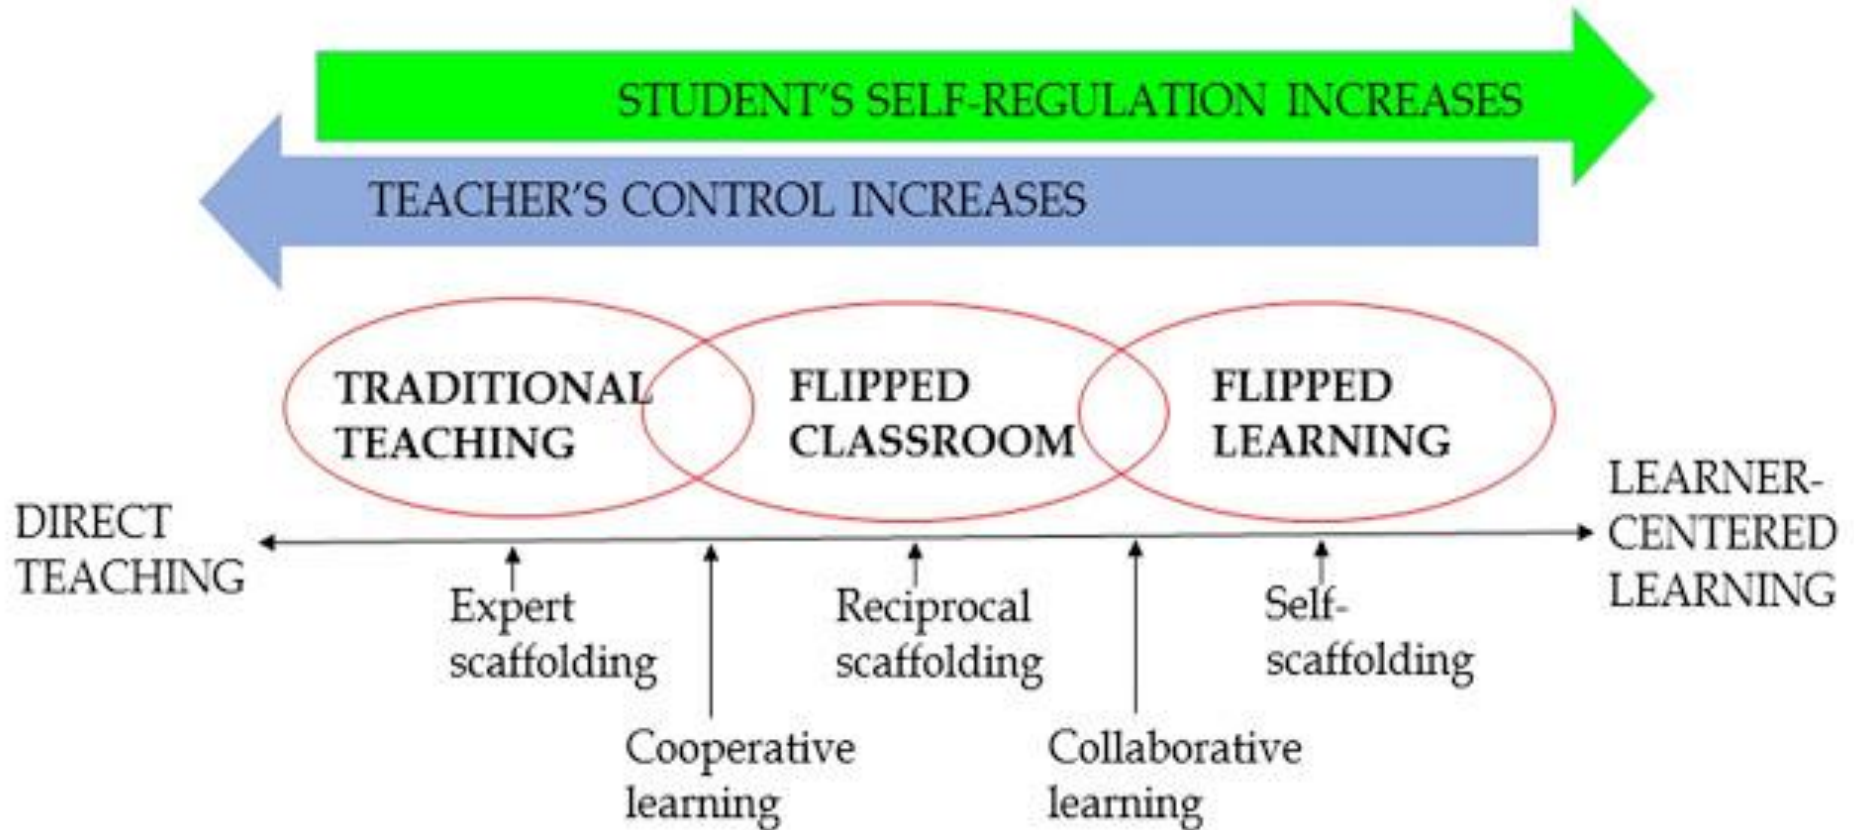 STUDENT'S SELF-REGULATION INCREASES
TEACHER'S CONTROL INCREASES
TRADITIONAL
TEACHING
FLIPPED
CLASSROOM
FLIPPED
LEARNING
DIRECT
TEACHING
LEARNER-
CENTERED
LEARNING
Expert
scaffolding
Reciprocal
scaffolding
Self-
scaffolding
Cooperative
learning
Collaborative
learning